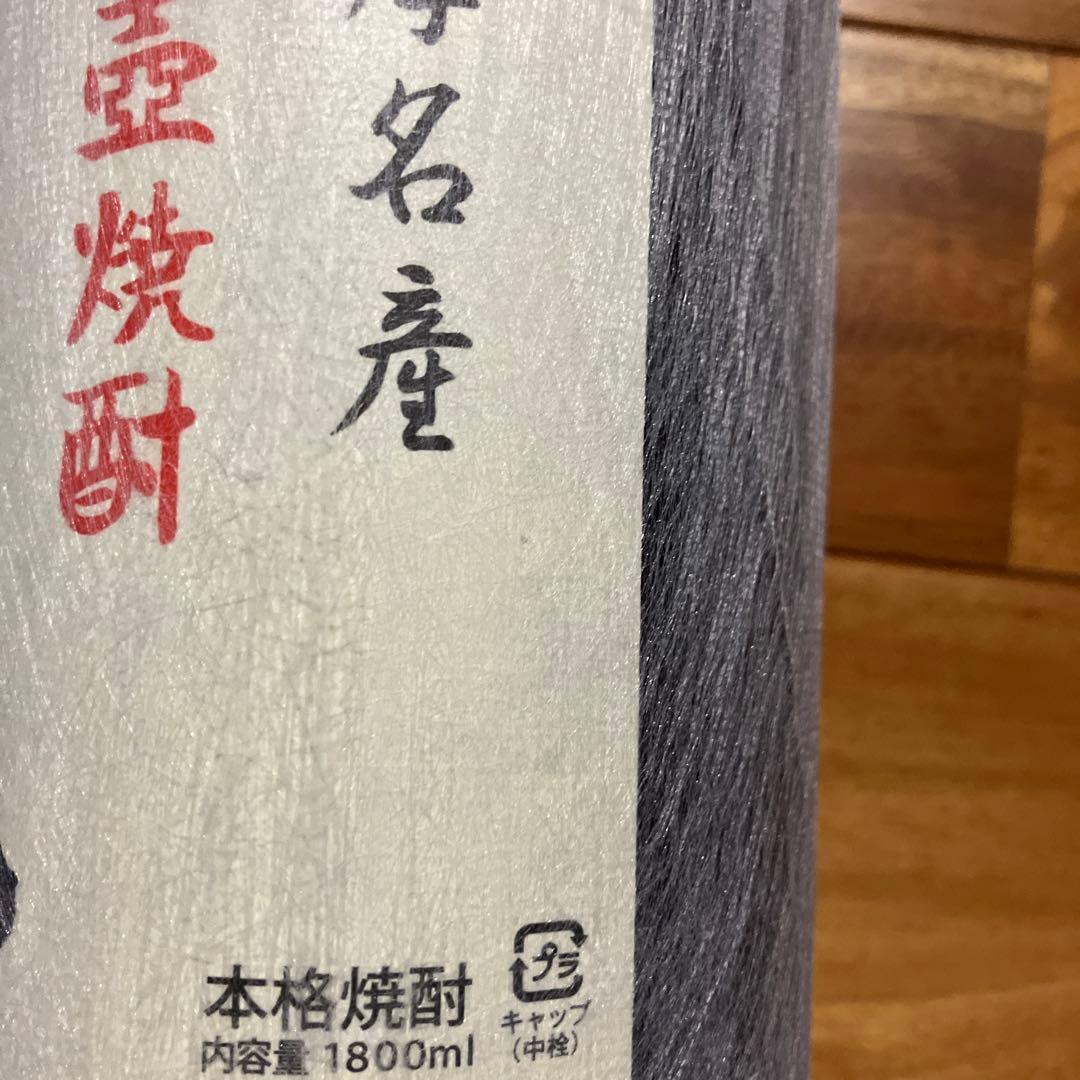 名産
壺焼酎
本格焼酎
内容量 1800ml
プラ
キャップ
(中栓)